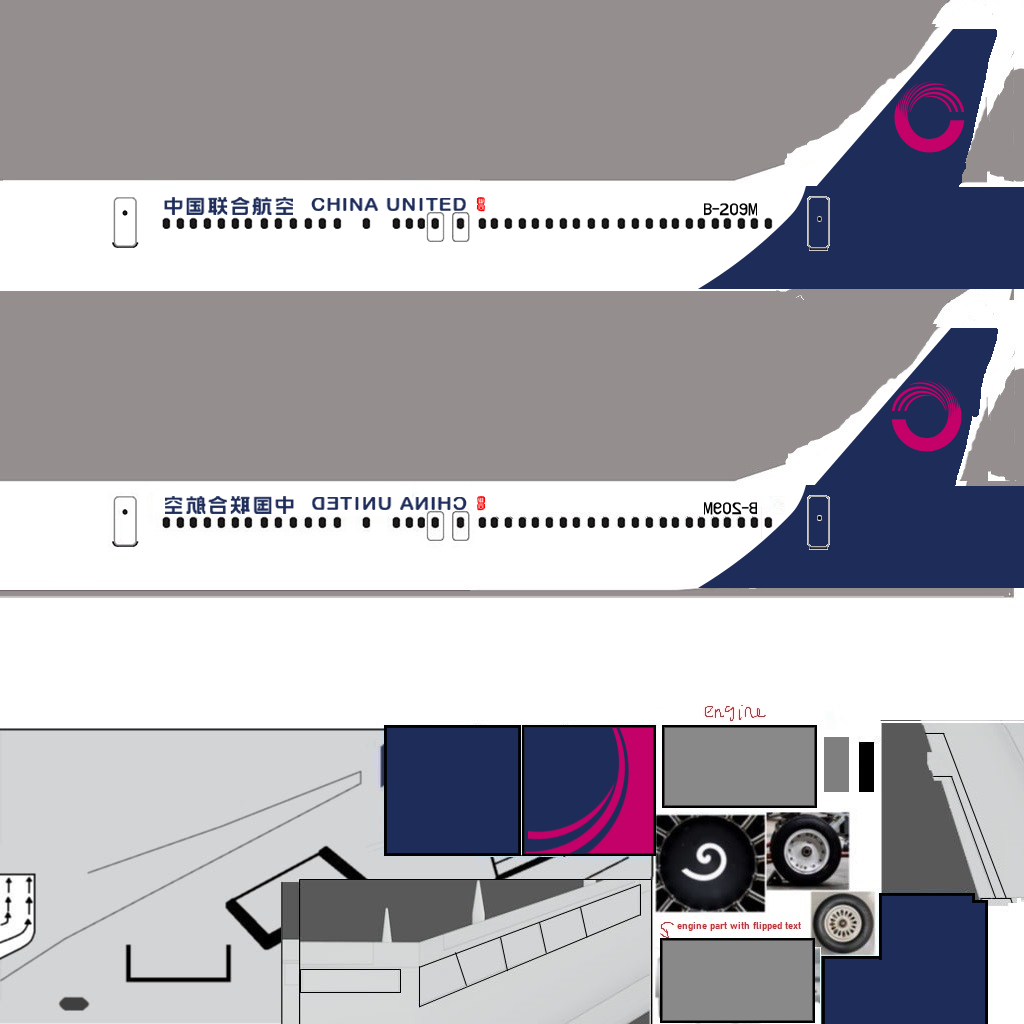 中国联合航空 CHINA UNITED
B-209M
中国联合航空 CHINA UNITED
B-209M
engine
engine part with flipped text